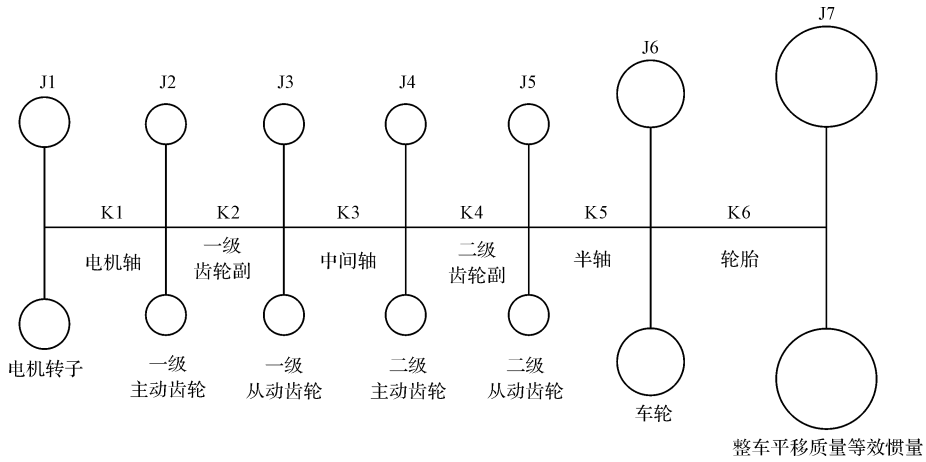 J1
J2
J3
J4
J5
J6
J7
K1
K2
K3
K4
K5
K6
电机轴
一级
齿轮副
中间轴
二级
齿轮副
半轴
轮胎
电机转子
一级
主动齿轮
一级
从动齿轮
二级
主动齿轮
二级
从动齿轮
车轮
整车平移质量等效惯量